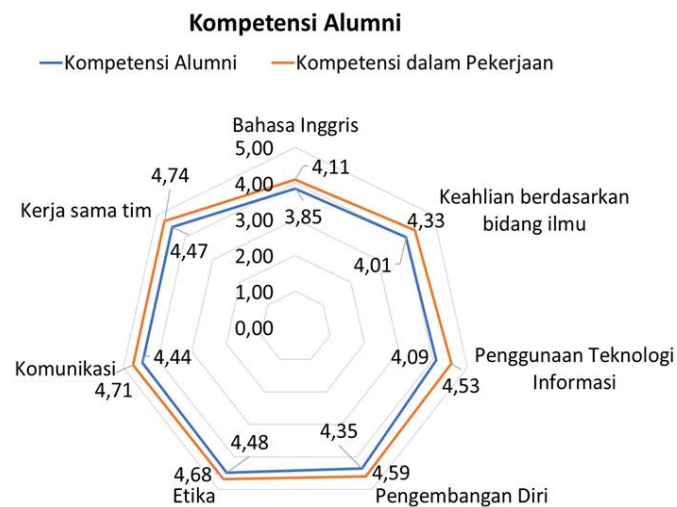 Kompetensi Alumni
Kompetensi Alumni
Kompetensi dalam Pekerjaan
Bahasa Inggris
5,00
4,11
4,74
4,00
Keahlian berdasarkan
bidang ilmu
Kerja sama tim
3,00
3,85
4,33
4,47
2,00
4,01
1,00
0,00
Komunikasi
4,44
4,09
Penggunaan Teknologi
Informasi
4,71
4,53
4,48
4,35
4,68
4,59
Etika
Pengembangan Diri